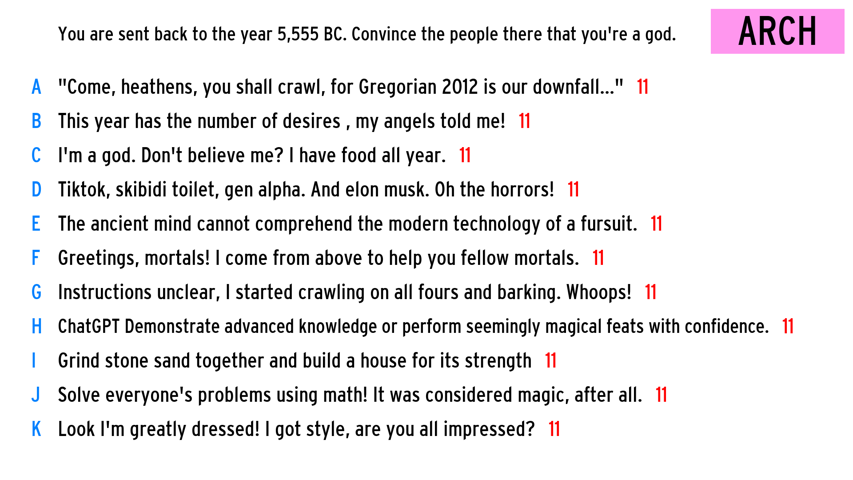 You are sent back to the year 5,555 BC. Convince the people there that you're a god.
ARCH
A "Come, heathens, you shall crawl, for Gregorian 2012 is our downfall..." 11
B This year has the number of desires , my angels told me! 11
C I'm a god. Don't believe me? I have food all year. 11
D Tiktok, skibidi toilet, gen alpha. And elon musk. Oh the horrors! 11
E The ancient mind cannot comprehend the modern technology of a fursuit. 11
F Greetings, mortals! I come from above to help you fellow mortals. 11
G Instructions unclear, I started crawling on all fours and barking. Whoops! 11
H ChatGPT Demonstrate advanced knowledge or perform seemingly magical feats with confidence. 11
I Grind stone sand together and build a house for its strength 11
J Solve everyone's problems using math! It was considered magic, after all. 11
K Look I'm greatly dressed! I got style, are you all impressed? 11